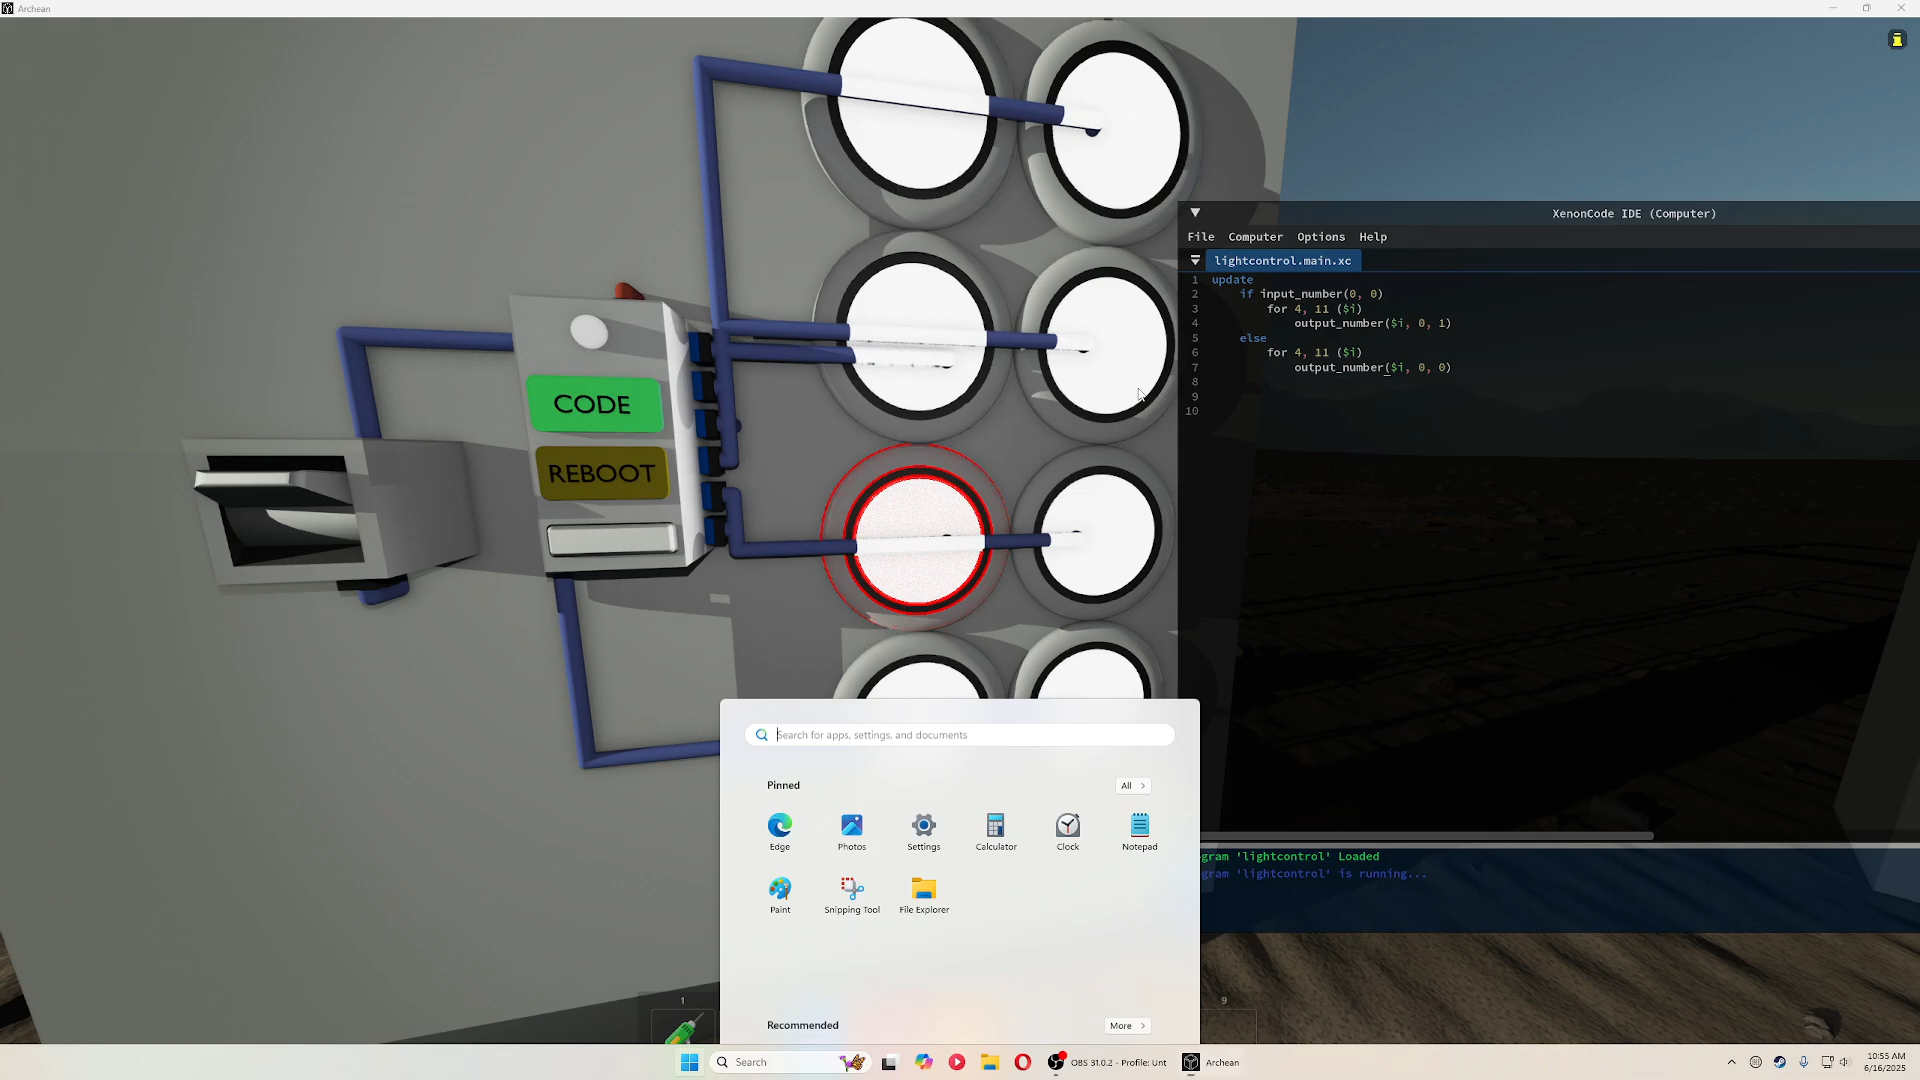 Archean
XenonCode IDE (Computer)
File Computer Options Help
lightcontrol.main.xc
1 update
2 if input_number(0, 0)
3 for 4, 11 ($i)
4 output_number($i, 0, 1)
5 else
6 for 4, 11 ($i)
7 output_number($i, 0, 0)
8
9
10
CODE
REBOOT
Search for apps, settings, and documents
Pinned
All
Edge Photos Settings Calculator Clock Notepad
Paint Snipping Tool File Explorer
gram 'lightcontrol' Loaded
gram 'lightcontrol' is running...
1
9
Recommended
More
Search
OBS 31.0.2 - Profile: Unt
Archean
10:55 AM
6/16/2025